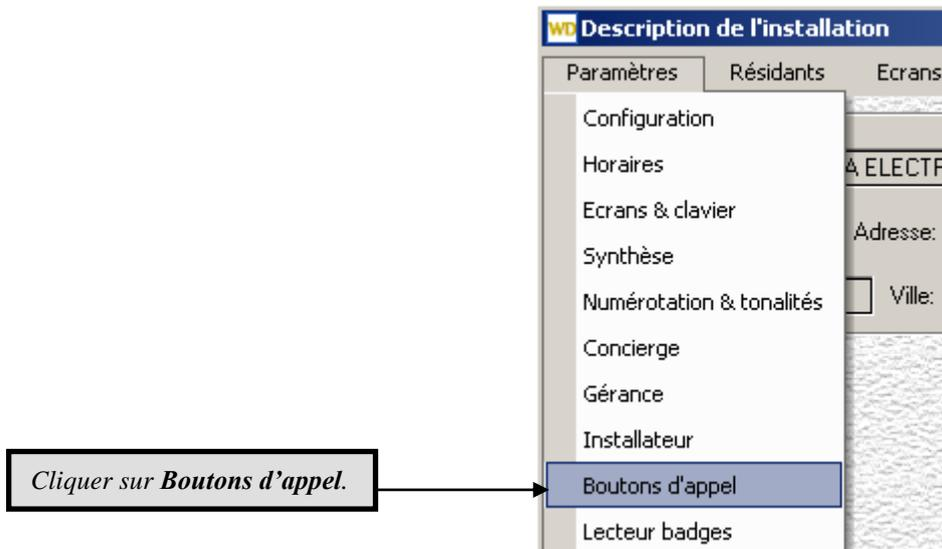 WD Description de l'installation
Paramètres Résidants Ecrans
Configuration
Horaires
A ELECTR
Ecrans & clavier
Adresse:
Synthèse
Numérotation & tonalités
Ville:
Concierge
Gérance
Installateur
Cliquer sur Boutons d'appel.
Boutons d'appel
Lecteur badges